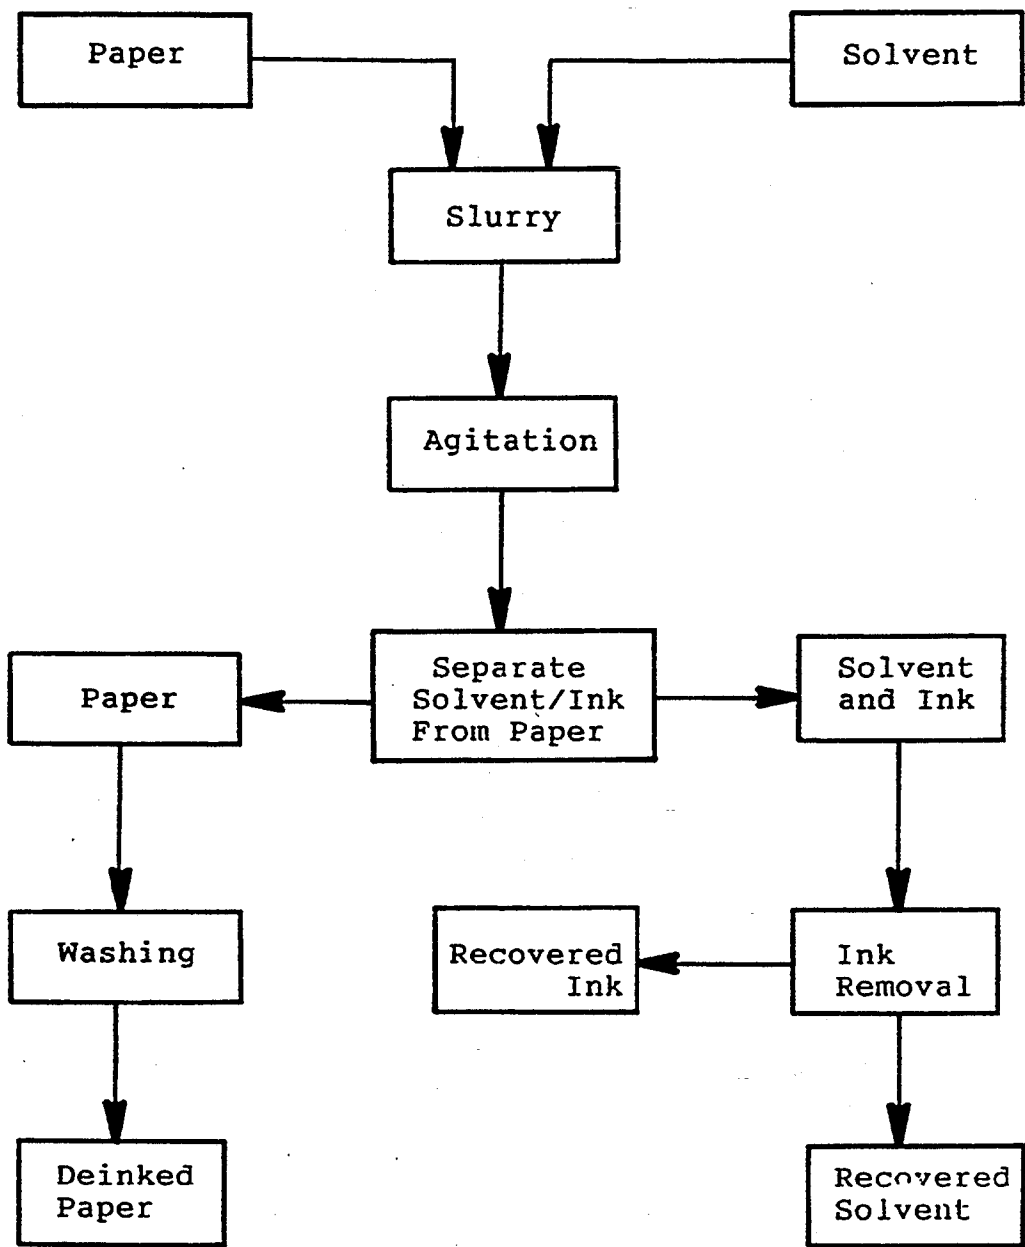 Paper
Solvent
Slurry
Agitation
Separate
Solvent/Ink
From Paper
Paper
Solvent
and Ink
Washing
Recovered
Ink
Ink
Removal
Deinked
Paper
Recovered
Solvent